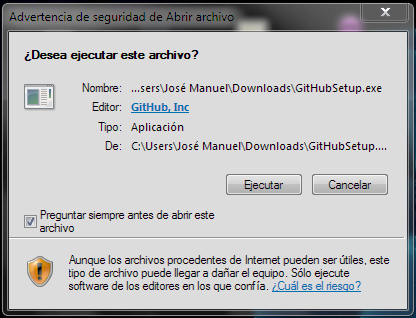 Advertencia de seguridad de Abrir archivo
¿Desea ejecutar este archivo?
Nombre: ...sers\José Manuel\Downloads\GitHubSetup.exe
Editor: GitHub, Inc
Tipo: Aplicación
De: C:\Users\José Manuel\Downloads\GitHubSetup....
Ejecutar Cancelar
Preguntar siempre antes de abrir este
archivo
Aunque los archivos procedentes de Internet pueden ser útiles, este
tipo de archivo puede llegar a dañar el equipo. Sólo ejecute
software de los editores en los que confía. ¿Cuál es el riesgo?